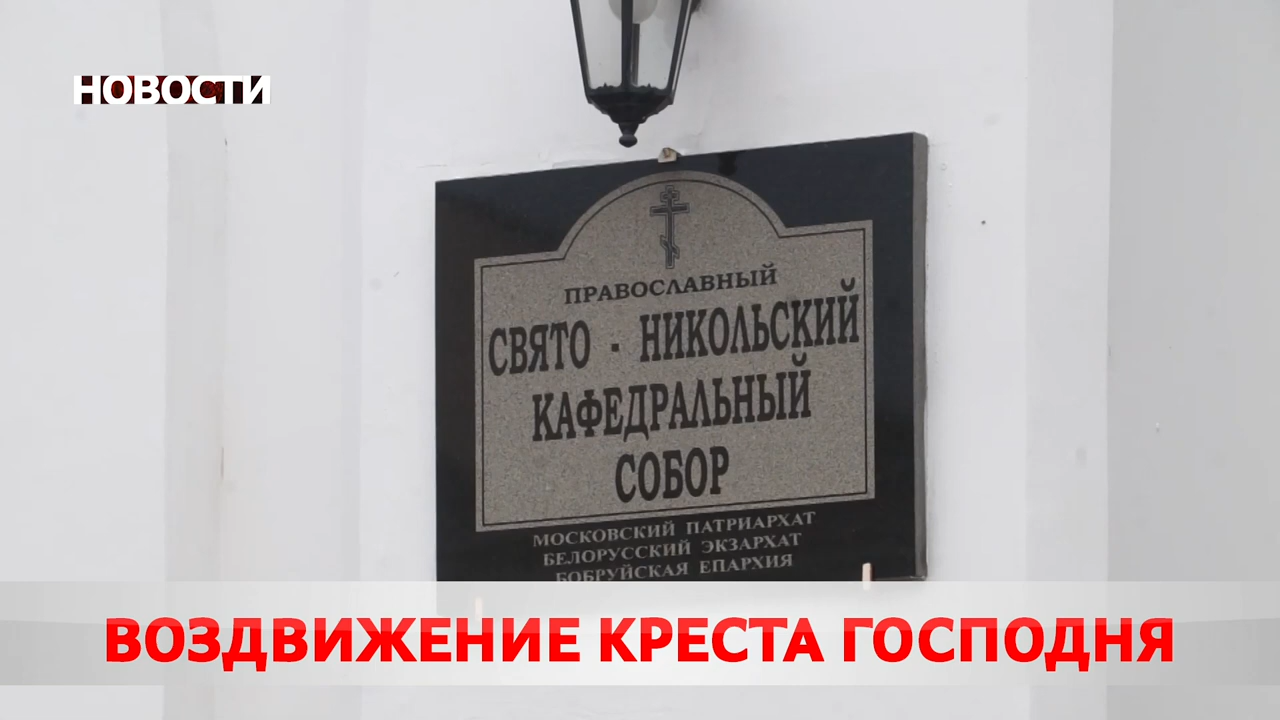 НОВОСТИ
ПРАВОСЛАВНЫЙ
СВЯТО - НИКОЛЬСКИЙ
КАФЕДРАЛЬНЫЙ
СОБОР
МОСКОВСКИЙ ПАТРИАРХАТ
БЕЛОРУССКИЙ ЭКЗАРХАТ
БОБРУЙСКАЯ ЕПАРХИЯ
ВОЗДВИЖЕНИЕ КРЕСТА ГОСПОДНЯ